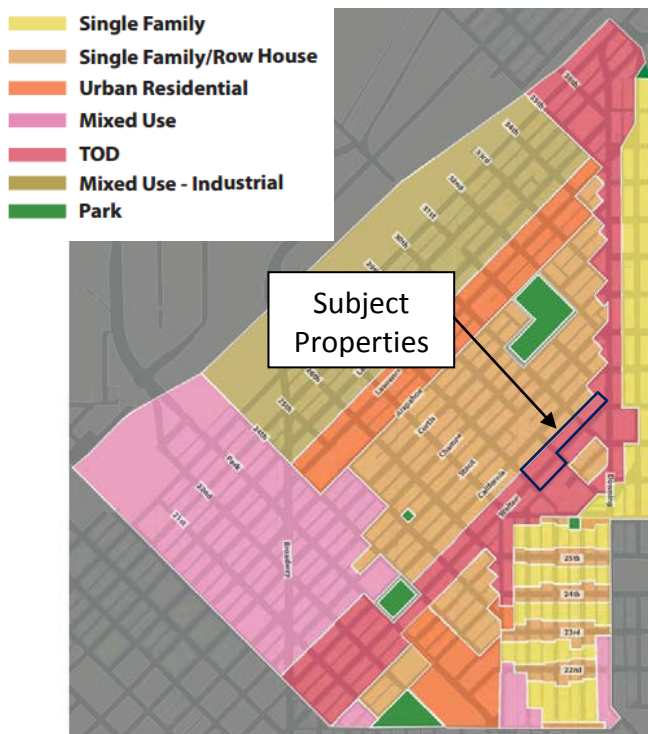 Single Family
Single Family/Row House
Urban Residential
Mixed Use
TOD
Mixed Use - Industrial
Park
38th
35th
34th
33rd
32nd
31st
30th
29th
Subject
Properties
26th
25th
24th
Lawrence
Arapahoe
Curtis
Champa
Stout
California
Welton
Downing
Park
22nd
21st
Broadway
25th
24th
23rd
22nd